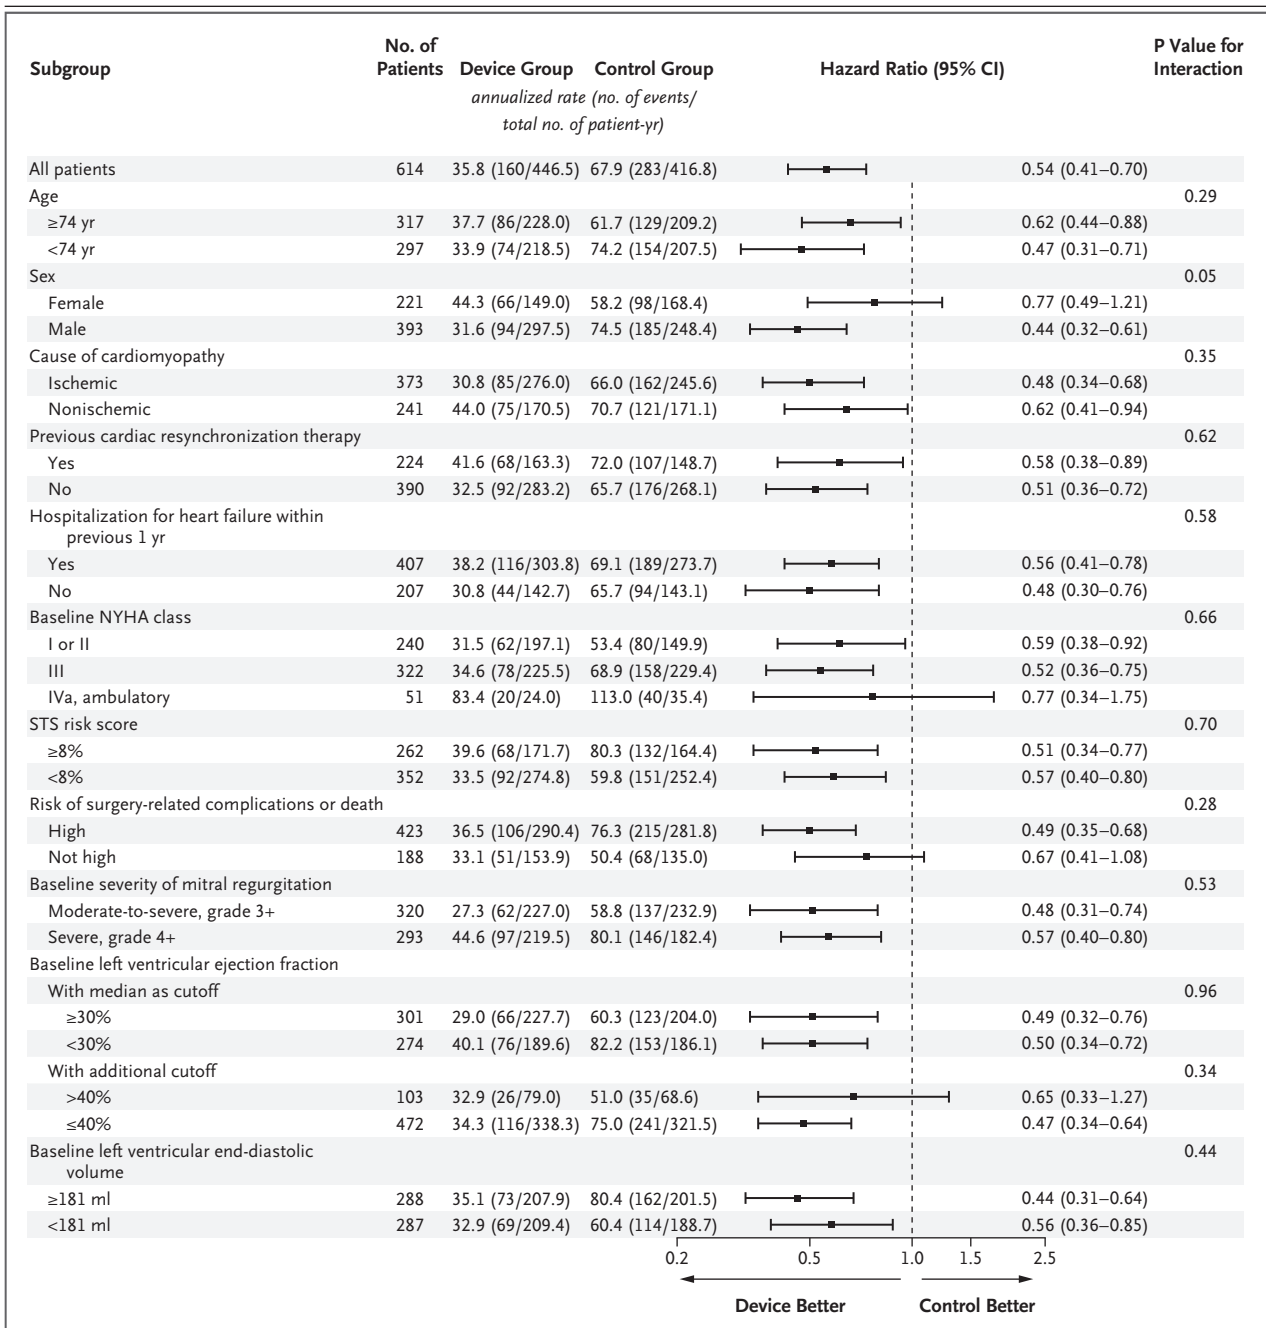 Subgroup No. of Patients Device Group Control Group Hazard Ratio (95% CI) P Value for Interaction
annualized rate (no. of events/
total no. of patient-yr)
All patients 614 35.8 (160/446.5) 67.9 (283/416.8) 0.54 (0.41–0.70)
Age 0.29
≥74 yr 317 37.7 (86/228.0) 61.7 (129/209.2) 0.62 (0.44–0.88)
<74 yr 297 33.9 (74/218.5) 74.2 (154/207.5) 0.47 (0.31–0.71)
Sex 0.05
Female 221 44.3 (66/149.0) 58.2 (98/168.4) 0.77 (0.49–1.21)
Male 393 31.6 (94/297.5) 74.5 (185/248.4) 0.44 (0.32–0.61)
Cause of cardiomyopathy 0.35
Ischemic 373 30.8 (85/276.0) 66.0 (162/245.6) 0.48 (0.34–0.68)
Nonischemic 241 44.0 (75/170.5) 70.7 (121/171.1) 0.62 (0.41–0.94)
Previous cardiac resynchronization therapy 0.62
Yes 224 41.6 (68/163.3) 72.0 (107/148.7) 0.58 (0.38–0.89)
No 390 32.5 (92/283.2) 65.7 (176/268.1) 0.51 (0.36–0.72)
Hospitalization for heart failure within 0.58
previous 1 yr
Yes 407 38.2 (116/303.8) 69.1 (189/273.7) 0.56 (0.41–0.78)
No 207 30.8 (44/142.7) 65.7 (94/143.1) 0.48 (0.30–0.76)
Baseline NYHA class 0.66
I or II 240 31.5 (62/197.1) 53.4 (80/149.9) 0.59 (0.38–0.92)
III 322 34.6 (78/225.5) 68.9 (158/229.4) 0.52 (0.36–0.75)
IVa, ambulatory 51 83.4 (20/24.0) 113.0 (40/35.4) 0.77 (0.34–1.75)
STS risk score 0.70
≥8% 262 39.6 (68/171.7) 80.3 (132/164.4) 0.51 (0.34–0.77)
<8% 352 33.5 (92/274.8) 59.8 (151/252.4) 0.57 (0.40–0.80)
Risk of surgery-related complications or death 0.28
High 423 36.5 (106/290.4) 76.3 (215/281.8) 0.49 (0.35–0.68)
Not high 188 33.1 (51/153.9) 50.4 (68/135.0) 0.67 (0.41–1.08)
Baseline severity of mitral regurgitation 0.53
Moderate-to-severe, grade 3+ 320 27.3 (62/227.0) 58.8 (137/232.9) 0.48 (0.31–0.74)
Severe, grade 4+ 293 44.6 (97/219.5) 80.1 (146/182.4) 0.57 (0.40–0.80)
Baseline left ventricular ejection fraction
With median as cutoff 0.96
≥30% 301 29.0 (66/227.7) 60.3 (123/204.0) 0.49 (0.32–0.76)
<30% 274 40.1 (76/189.6) 82.2 (153/186.1) 0.50 (0.34–0.72)
With additional cutoff 0.34
>40% 103 32.9 (26/79.0) 51.0 (35/68.6) 0.65 (0.33–1.27)
≤40% 472 34.3 (116/338.3) 75.0 (241/321.5) 0.47 (0.34–0.64)
Baseline left ventricular end-diastolic 0.44
volume
≥181 ml 288 35.1 (73/207.9) 80.4 (162/201.5) 0.44 (0.31–0.64)
<181 ml 287 32.9 (69/209.4) 60.4 (114/188.7) 0.56 (0.36–0.85)
0.2 0.5 1.0 1.5 2.5
Device Better Control Better